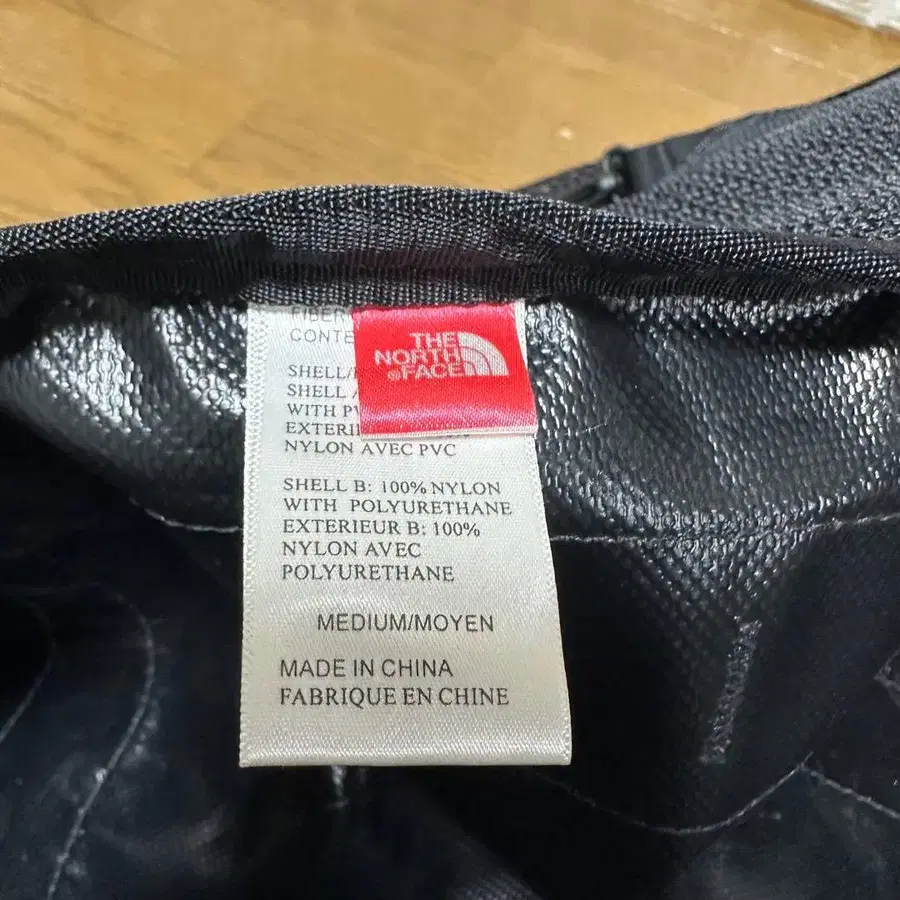 FIBER
CONTE
THE
NORTH
FACE
SHELL/
SHELL
WITH PV
EXTERI
NYLON AVEC PVC
SHELL B: 100% NYLON
WITH POLYURETHANE
EXTERIEUR B: 100%
NYLON AVEC
POLYURETHANE
MEDIUM/MOYEN
MADE IN CHINA
FABRIQUE EN CHINE